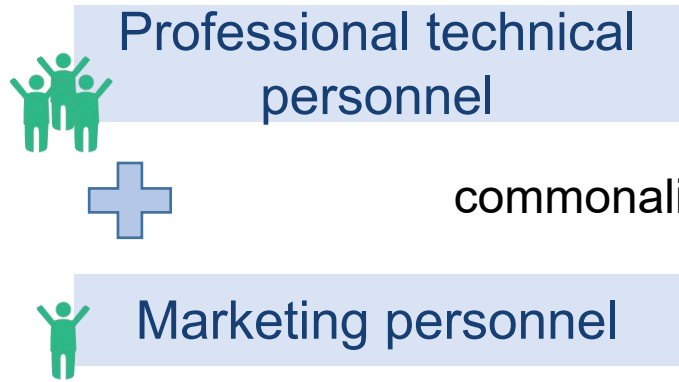 Professional technical
personnel
commonali
Marketing personnel